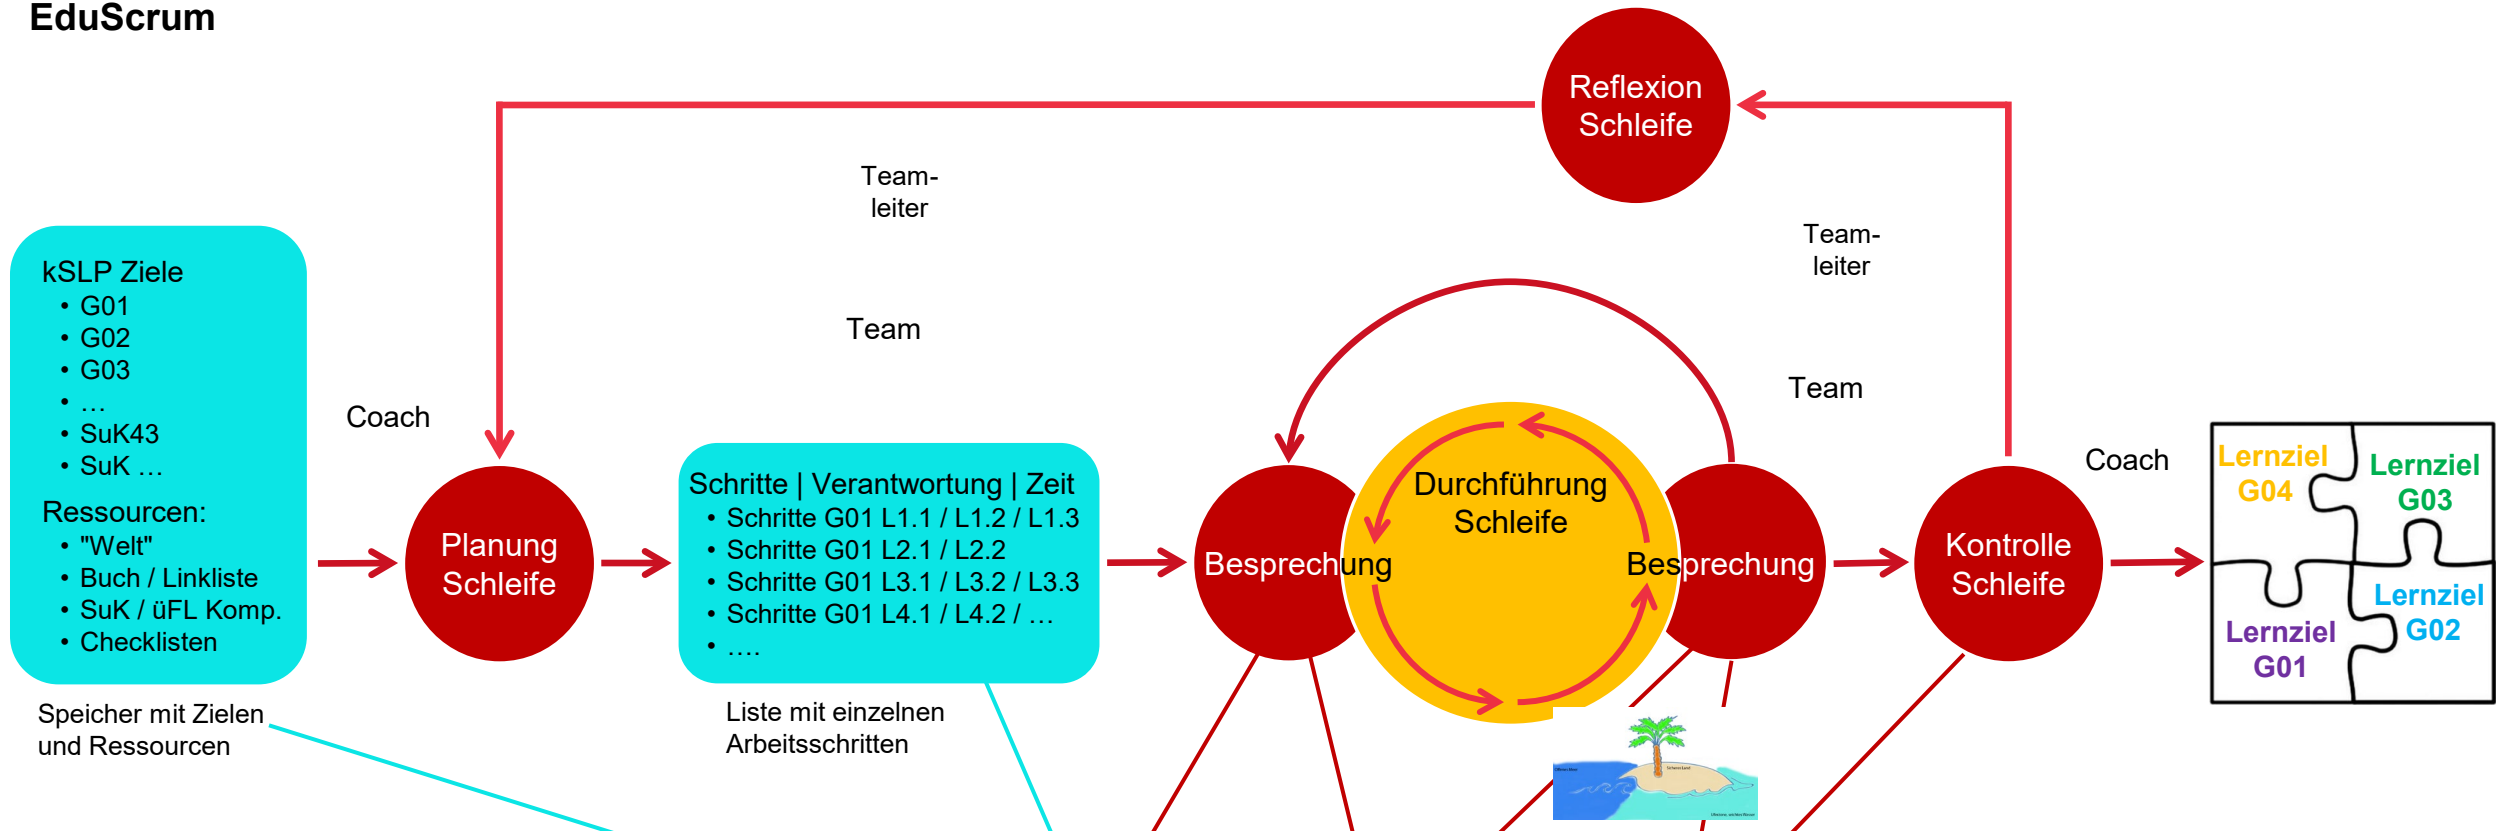 EduScrum
Reflexion
Schleife
Team-
leiter
Team-
leiter
kSLP Ziele
• G01
• G02
• G03
• …
• SuK43
• SuK …
Ressourcen:
• "Welt"
• Buch / Linkliste
• SuK / üFL Komp.
• Checklisten
Speicher mit Zielen
und Ressourcen
Coach
Planung
Schleife
Team
Schritte | Verantwortung | Zeit
• Schritte G01 L1.1 / L1.2 / L1.3
• Schritte G01 L2.1 / L2.2
• Schritte G01 L3.1 / L3.2 / L3.3
• Schritte G01 L4.1 / L4.2 / …
• ….
Liste mit einzelnen
Arbeitsschritten
Besprechung
Durchführung
Schleife
Besprechung
Team
Kontrolle
Schleife
Coach
Lernziel
G04
Lernziel
G03
Lernziel
G02
Lernziel
G01